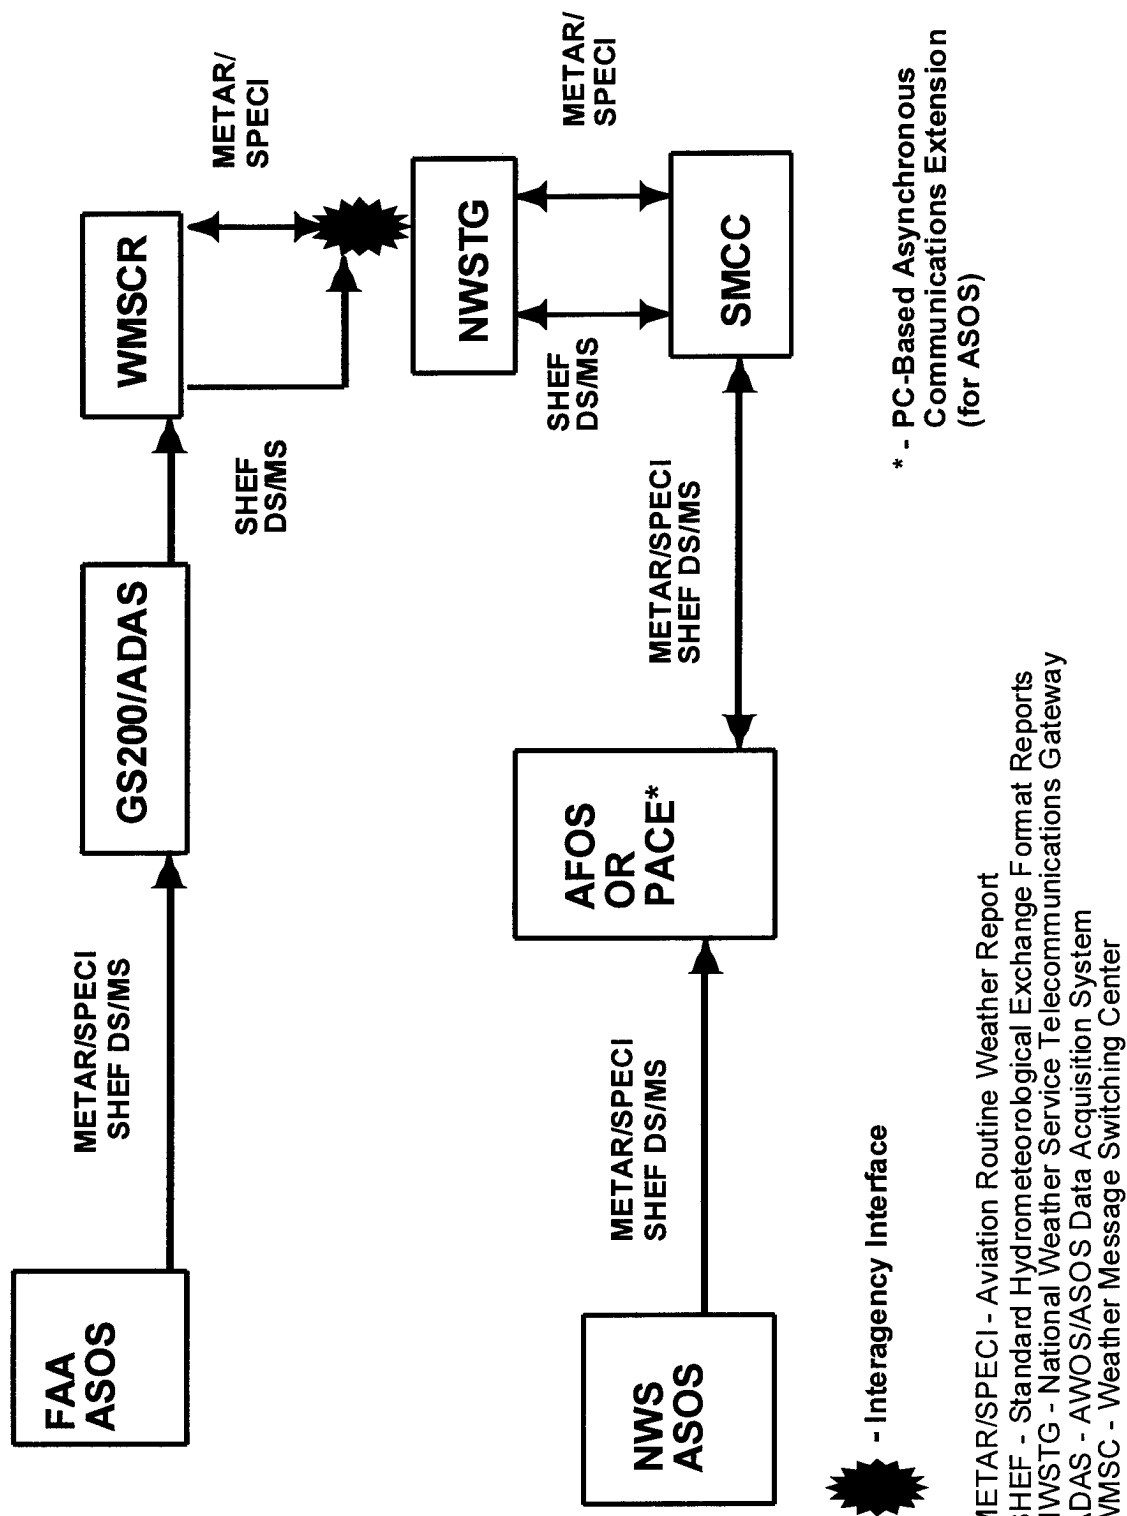 FAA
ASOS
METAR/SPECI
SHEF DS/MS
GS200/ADAS
SHEF
DS/MS
WMSCR
METAR/
SPECI
NWS
ASOS
METAR/SPECI
SHEF DS/MS
AFOS
OR
PACE*
METAR/SPECI
SHEF DS/MS
SHEF
DS/MS
NWSTG
METAR/
SPECI
SMCC
- Interagency Interface
* - PC-Based Asynchronous
Communications Extension
(for ASOS)
METAR/SPECI - Aviation Routine Weather Report
SHEF - Standard Hydrometeorological Exchange Format Reports
NWSTG - National Weather Service Telecommunications Gateway
ADAS - AWOS/ASOS Data Acquisition System
WMSC - Weather Message Switching Center